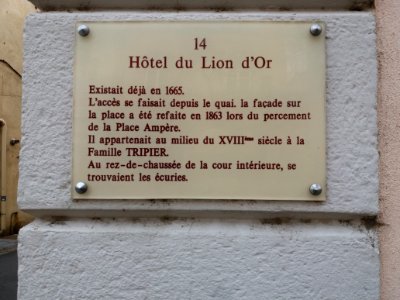 14
Hôtel du Lion d'Or
Existait déjà en 1665.
L'accès se faisait depuis le quai. la façade sur
la place a été refaite en 1863 lors du percement
de la Place Ampère.
Il appartenait au milieu du XVIIIème siècle à la
Famille TRIPIER.
Au rez-de-chaussée de la cour intérieure, se
trouvaient les écuries.